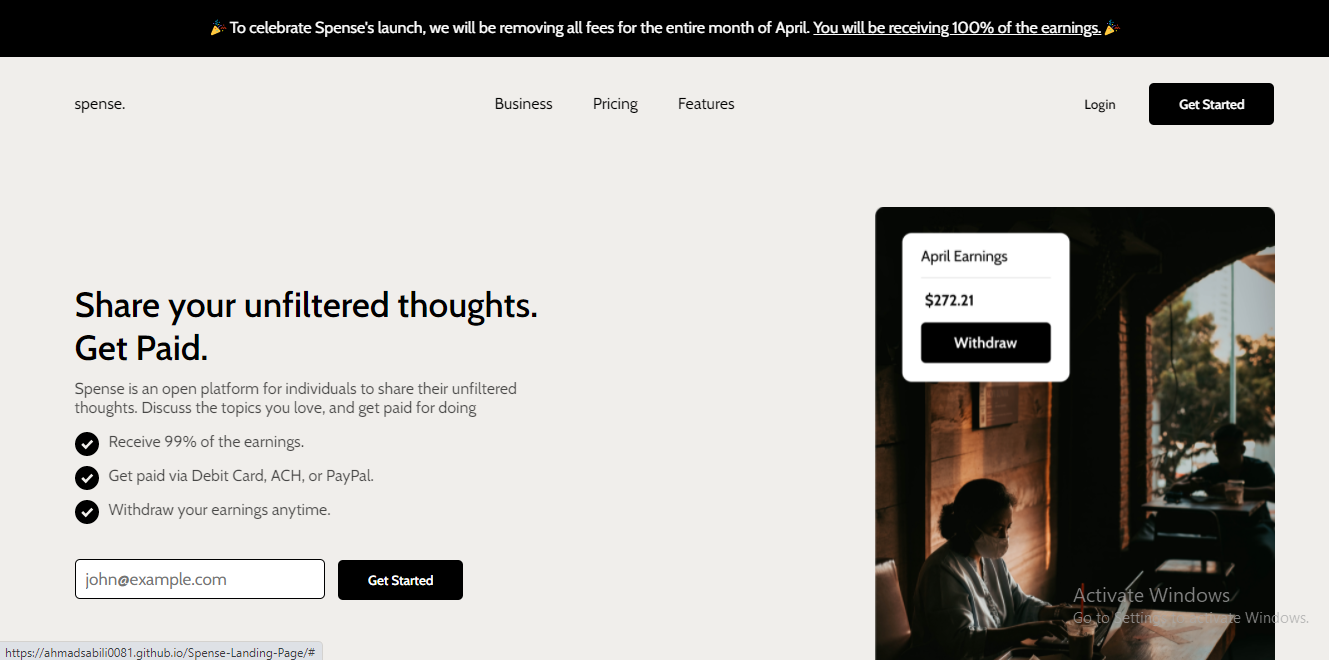 🎉 To celebrate Spense's launch, we will be removing all fees for the entire month of April. You will be receiving 100% of the earnings. 🎉
spense.
Business
Pricing
Features
Login
Get Started
Share your unfiltered thoughts.
Get Paid.
Spense is an open platform for individuals to share their unfiltered
thoughts. Discuss the topics you love, and get paid for doing
Receive 99% of the earnings.
Get paid via Debit Card, ACH, or PayPal.
Withdraw your earnings anytime.
john@example.com
Get Started
April Earnings
$272.21
Withdraw
Activate Windows
Go to Settings to activate Windows.
https://ahmadsabili0081.github.io/Spense-Landing-Page/#